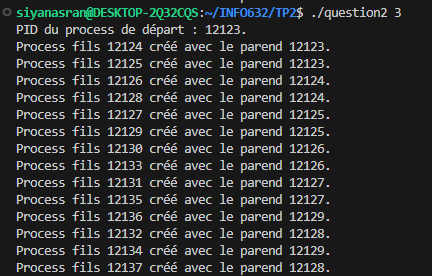 siyanasran@DESKTOP-2Q32CQS:~/INFO632/TP2$ ./question2 3
PID du process de départ : 12123.
Process fils 12124 créé avec le parend 12123.
Process fils 12125 créé avec le parend 12123.
Process fils 12126 créé avec le parend 12124.
Process fils 12128 créé avec le parend 12124.
Process fils 12127 créé avec le parend 12125.
Process fils 12129 créé avec le parend 12125.
Process fils 12130 créé avec le parend 12126.
Process fils 12133 créé avec le parend 12126.
Process fils 12131 créé avec le parend 12127.
Process fils 12135 créé avec le parend 12127.
Process fils 12136 créé avec le parend 12129.
Process fils 12132 créé avec le parend 12128.
Process fils 12134 créé avec le parend 12129.
Process fils 12137 créé avec le parend 12128.